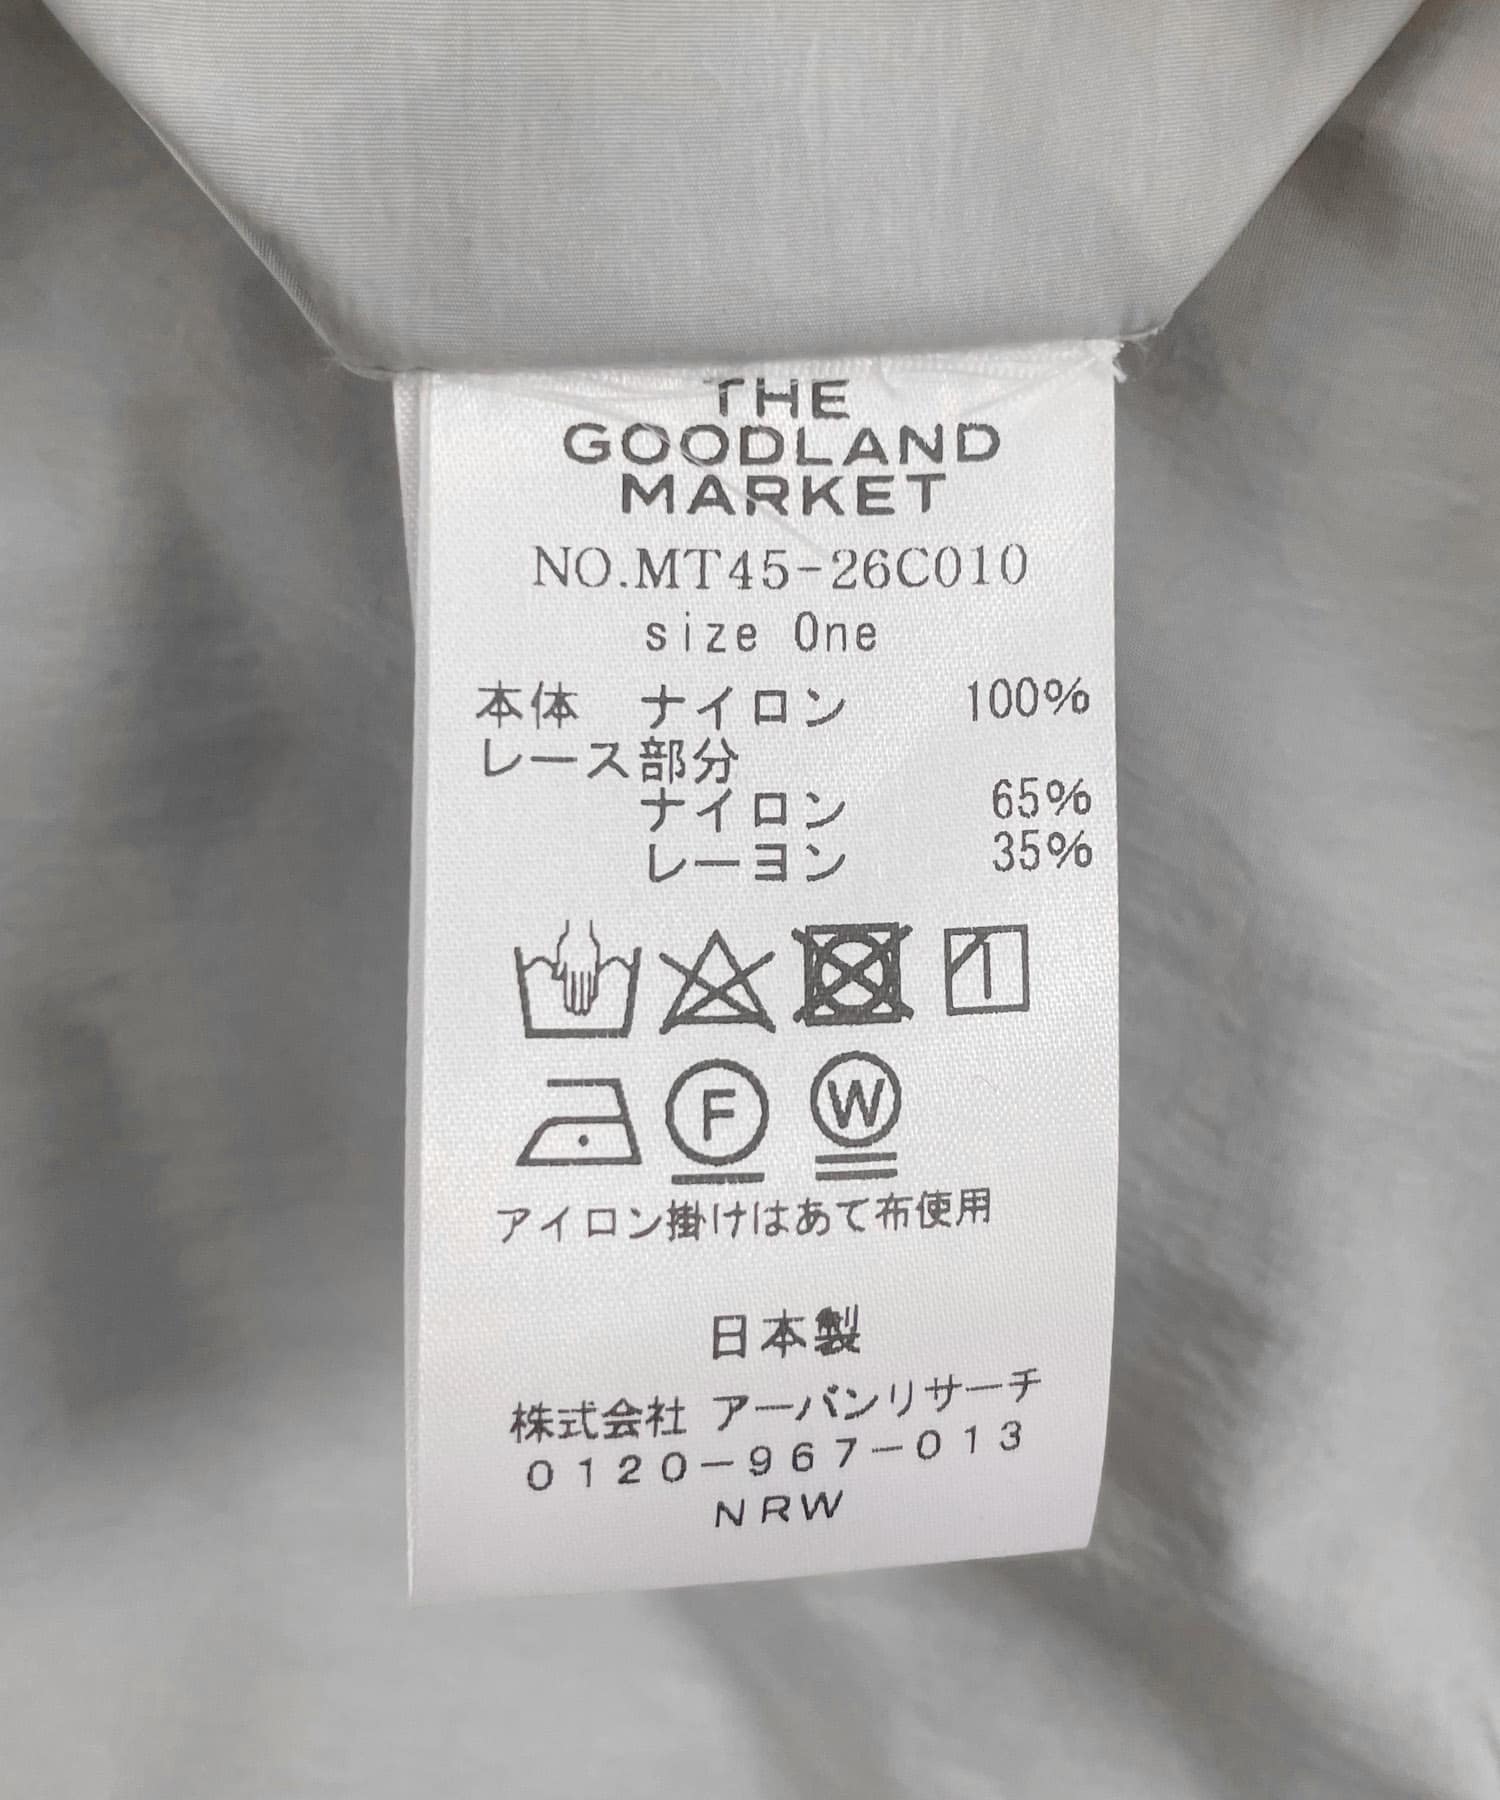 THE
GOODLAND
MARKET
NO.MT45-26C010
size One
本体 ナイロン 100%
レース部分
ナイロン 65%
レーヨン 35%
1
F W
アイロン掛けはあて布使用
日本製
株式会社 アーバンリサーチ
0120-967-013
NRW